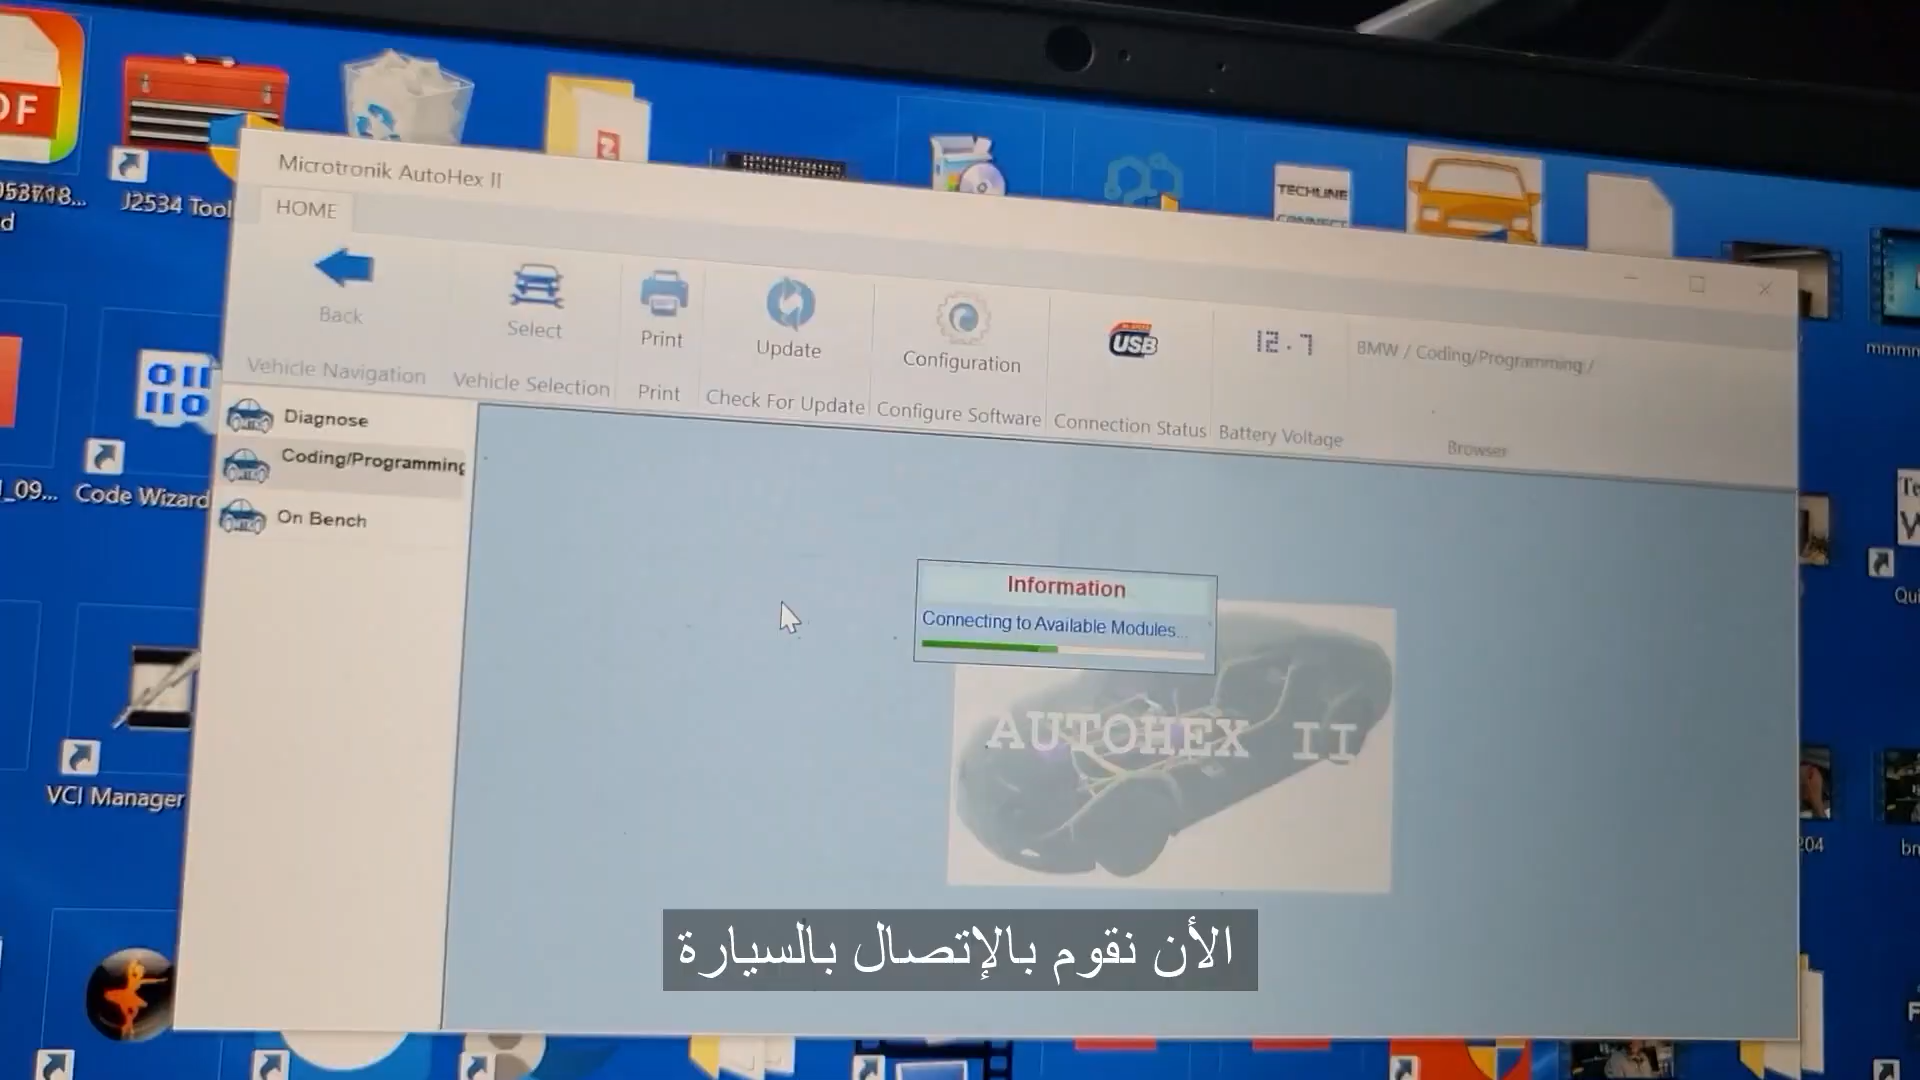 DF
J2534 Tool
TECHLINE
CONNECT
Microtronik AutoHex II
HOME
Back
Select
Print
Update
Configuration
USB
12.7
BMW / Coding/Programming /
Vehicle Navigation
Vehicle Selection
Print
Check For Update
Configure Software
Connection Status
Battery Voltage
Browser
Diagnose
Coding/Programming
On Bench
Code Wizard
VCI Manager
Information
Connecting to Available Modules...
AUTOHEX II
الأن نقوم بالإتصال بالسيارة